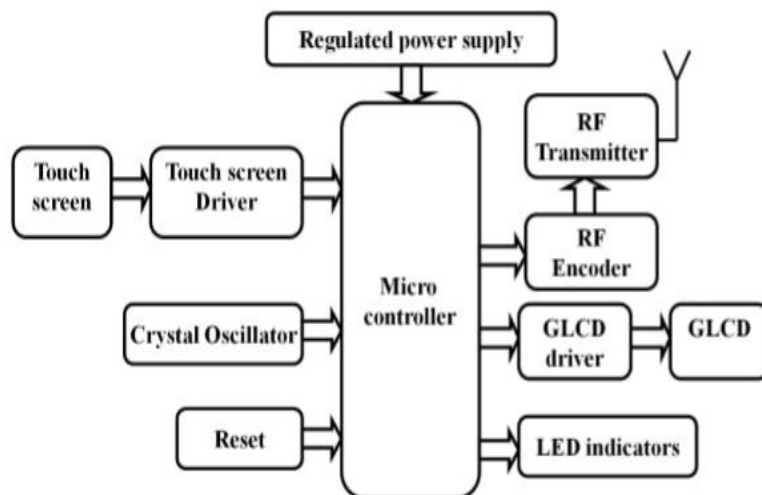 Regulated power supply
RF
Transmitter
Touch
screen
Touch screen
Driver
RF
Encoder
Micro
controller
Crystal Oscillator
GLCD
driver
GLCD
Reset
LED indicators